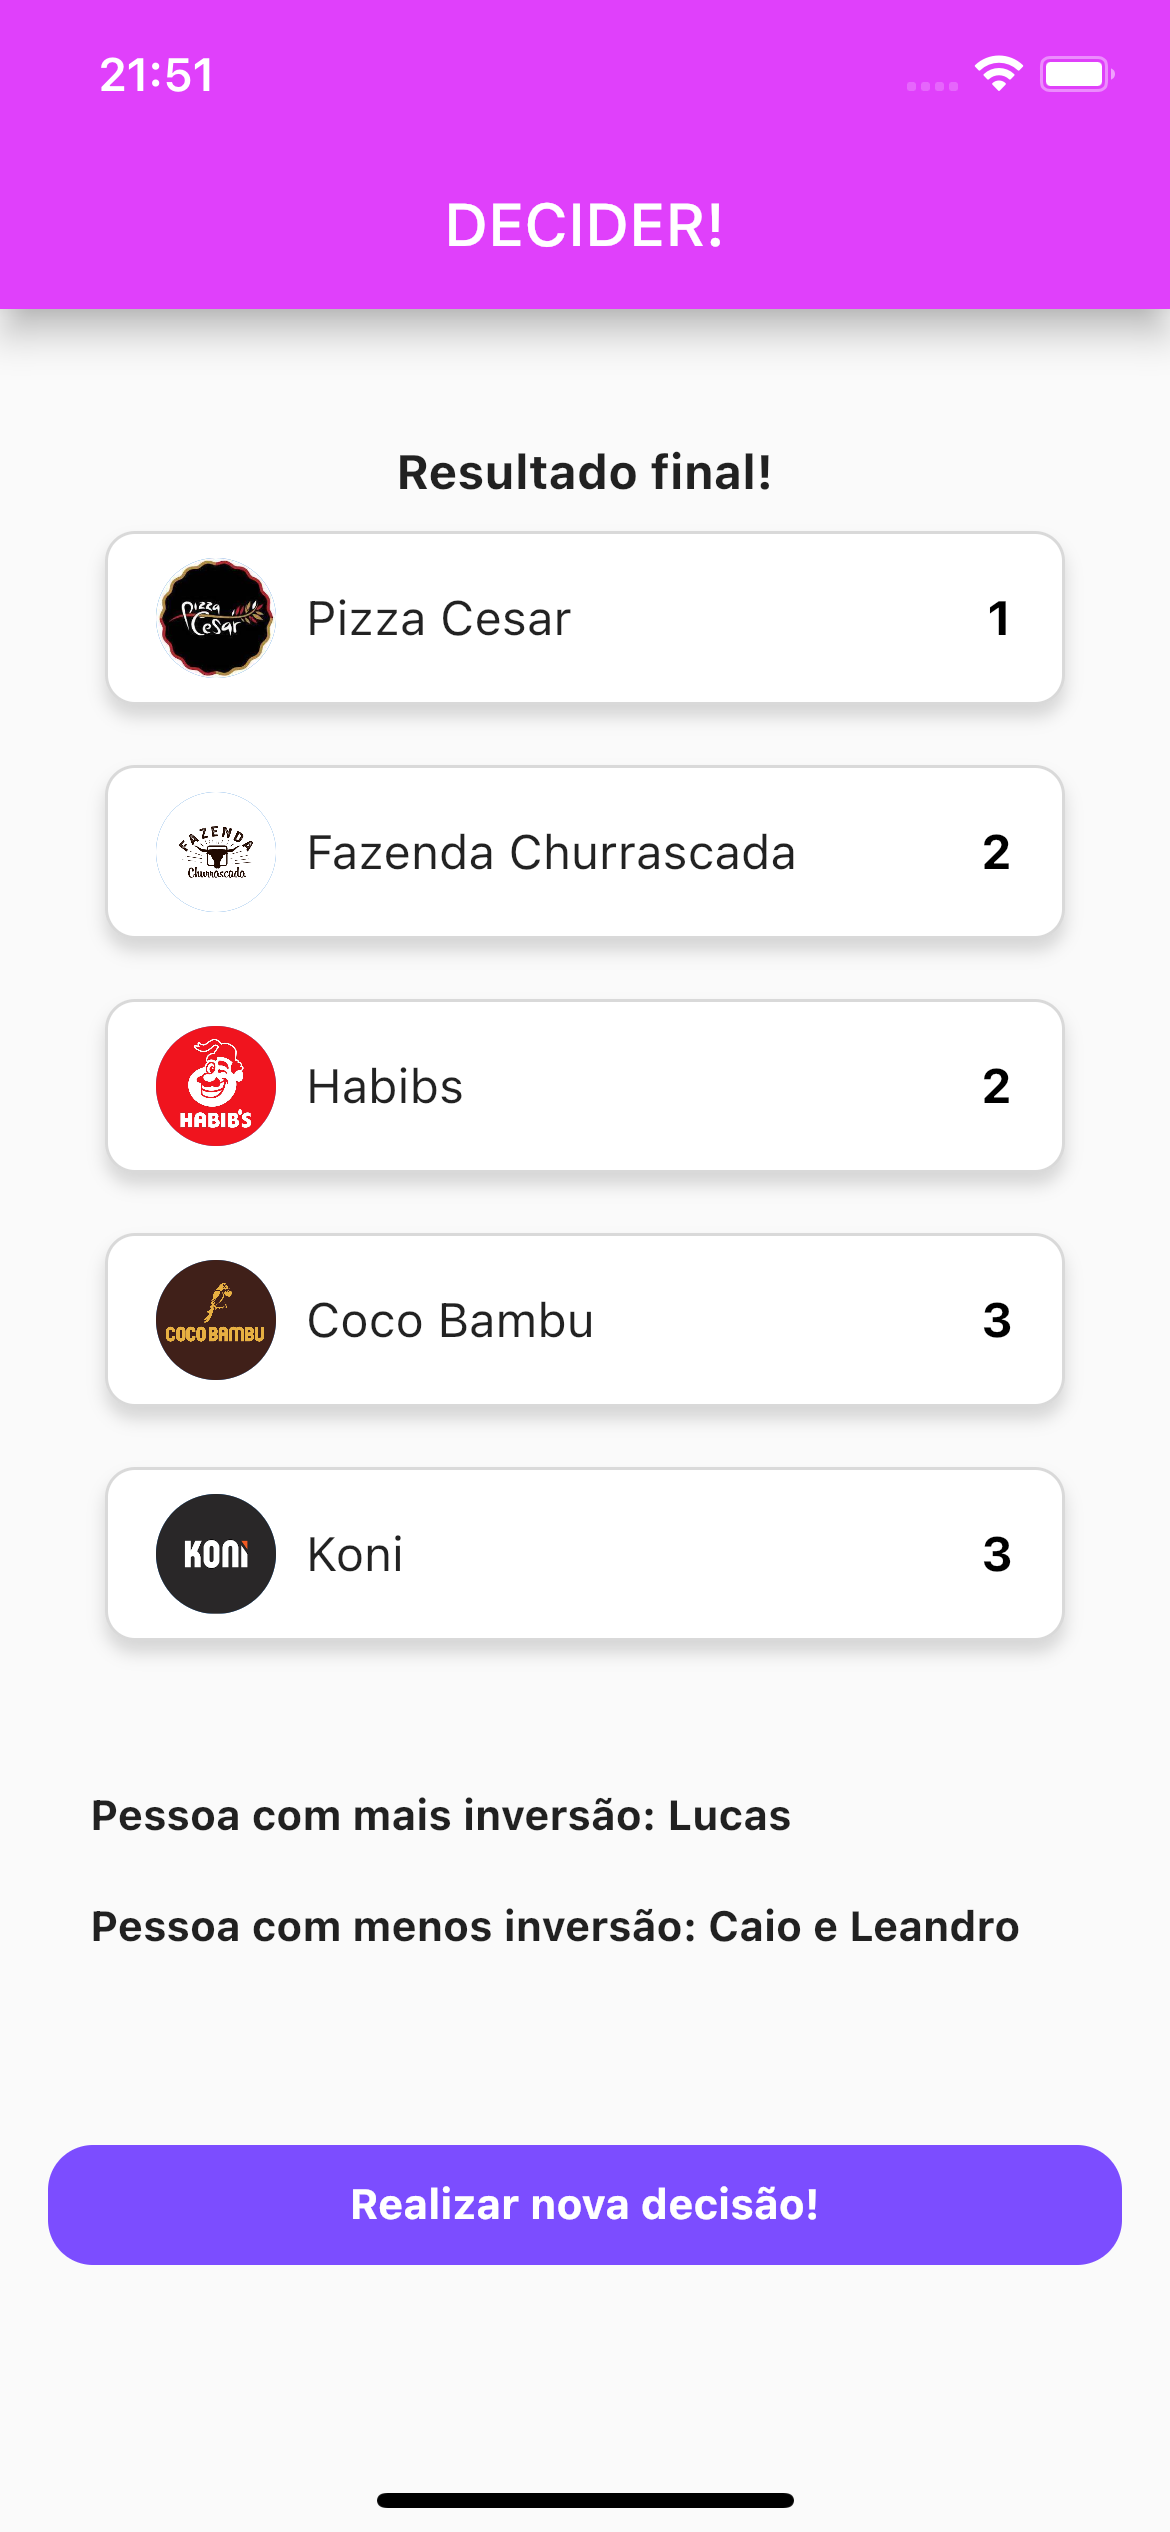 21:51
DECIDER!
Resultado final!
Pizza Cesar
Pizza Cesar
1
FAZENDA
Churrascada
Fazenda Churrascada
2
HABIB'S
Habibs
2
COCO BAMBU
Coco Bambu
3
KONI
Koni
3
Pessoa com mais inversão: Lucas
Pessoa com menos inversão: Caio e Leandro
Realizar nova decisão!